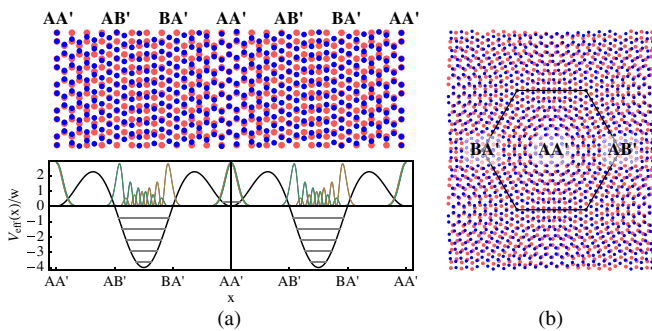 AA' AB' BA' AA' AB' BA' AA'
BA' AA' AB'
V_eff(x)/w
2
1
0
−1
−2
−3
−4
AA' AB' BA' AA' AB' BA' AA'
x
(a) (b)